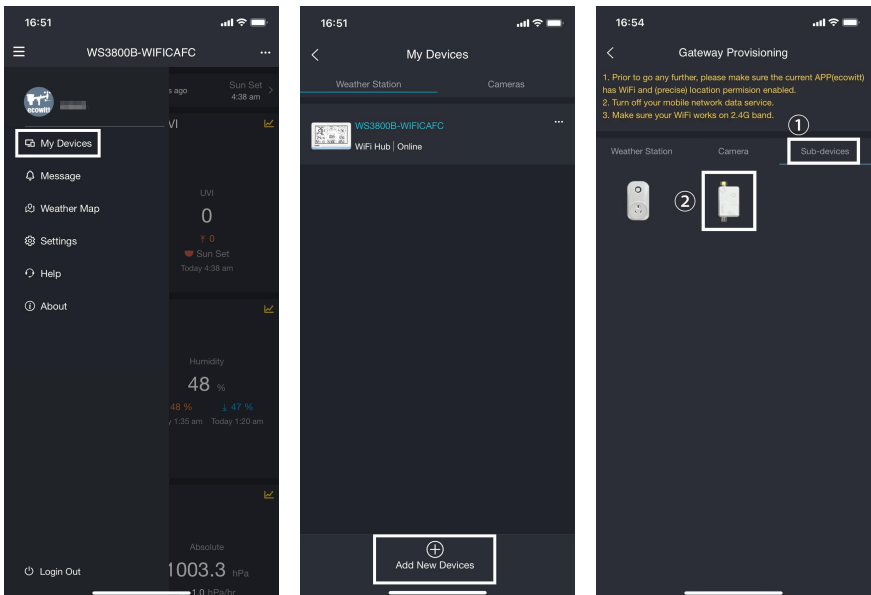 16:51
WS3800B-WIFICAFC
ecowitt
s ago
Sun Set
4:38 am
VI
My Devices
Message
UVI
Weather Map
0
Settings
0
Sun Set
Today 4:38 am
Help
About
Humidity
48 %
48 %
47 %
y 1:35 am
Today 1:20 am
Absolute
Login Out
1003.3 hPa
1.0 hPa/hr
16:51
My Devices
Weather Station
Cameras
WS3800B-WIFICAFC
WiFi Hub | Online
Add New Devices
16:54
Gateway Provisioning
1. Prior to go any further, please make sure the current APP(ecowitt)
has WiFi and (precise) location permision enabled.
2. Turn off your mobile network data service.
3. Make sure your WiFi works on 2.4G band.
1
Weather Station
Camera
Sub-devices
2